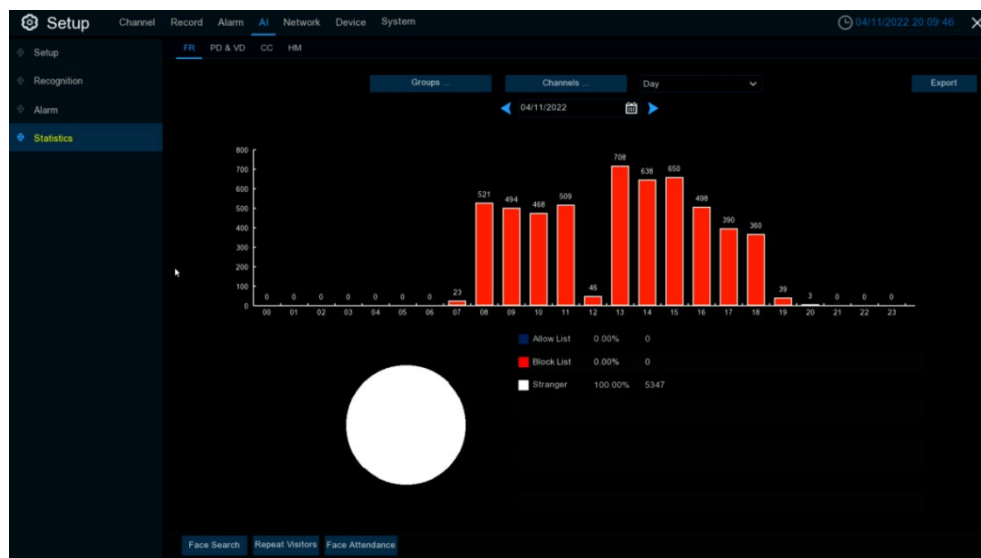 Setup Channel Record Alarm AI Network Device System 04/11/2022 20:09:46
FR PD & VD CC HM
Setup
Recognition
Alarm
Statistics
Groups ... Channels ... Day Export
04/11/2022
800
700
600
500
400
300
200
100
0
0 0 0 0 0 0 0 23 521 494 468 509 46 708 638 650 498 390 360 39 3 0 0 0
00 01 02 03 04 05 06 07 08 09 10 11 12 13 14 15 16 17 18 19 20 21 22 23
Allow List 0.00% 0
Block List 0.00% 0
Stranger 100.00% 5347
Face Search Repeat Visitors Face Attendance